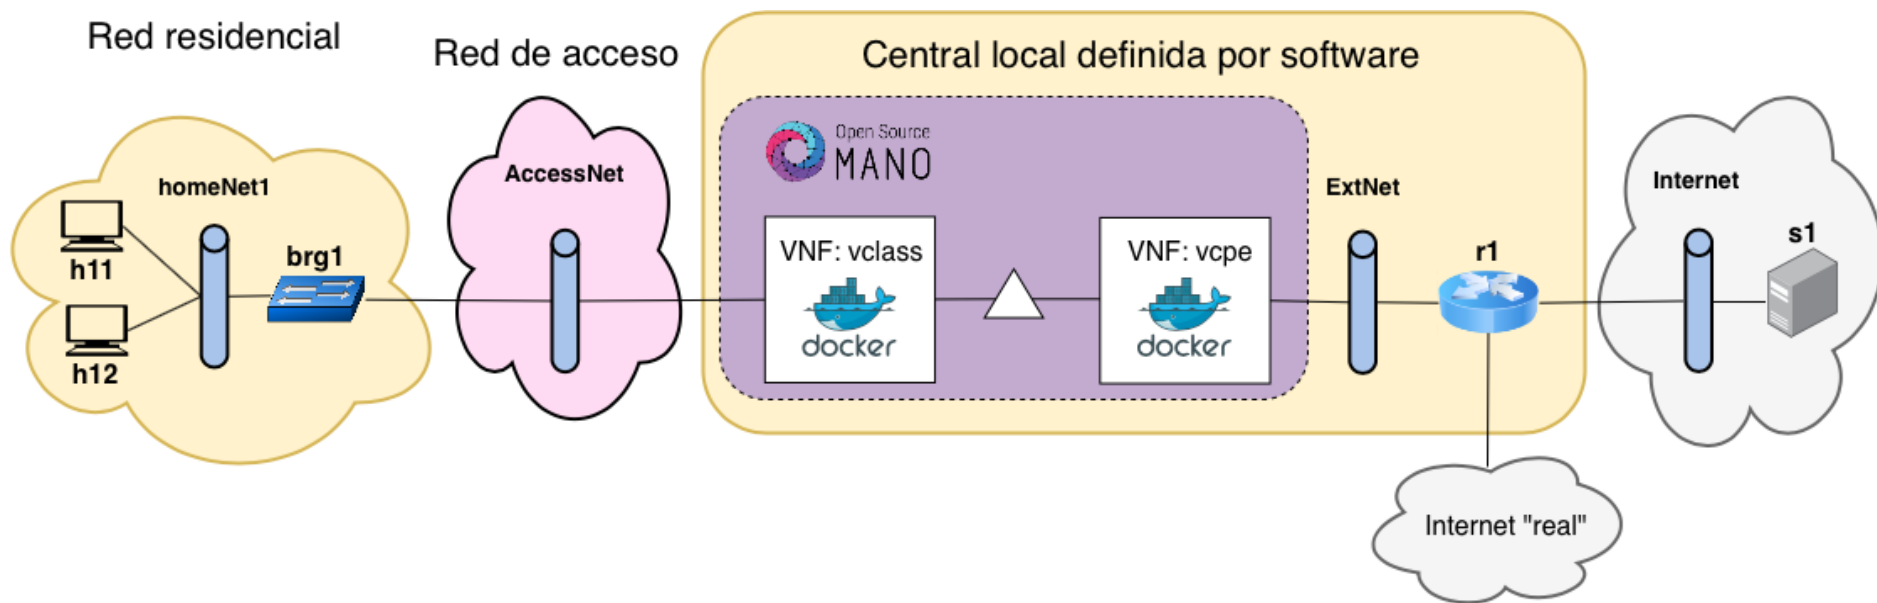 Red residencial
Red de acceso
Central local definida por software
Open Source
MANO
homeNet1
AccessNet
ExtNet
Internet
h11
brg1
VNF: vclass
docker
VNF: vcpe
docker
r1
s1
h12
Internet "real"